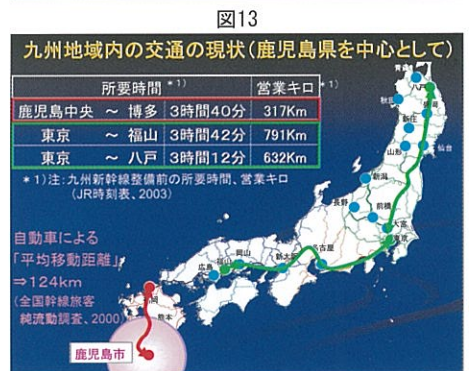 図13
九州地域内の交通の現状(鹿児島県を中心として)
所要時間 *1) 営業キロ *1)
鹿児島中央 ～ 博多 3時間40分 317Km
東京 ～ 福山 3時間42分 791Km
東京 ～ 八戸 3時間12分 632Km
*1)注:九州新幹線整備前の所要時間、営業キロ
(JR時刻表、2003)
自動車による
「平均移動距離」
⇒124km
(全国幹線旅客
純流動調査、2000)
青森
八戸
秋田
盛岡
新庄
山形
仙台
新潟
長野
前橋
大宮
東京
名古屋
新大阪
岡山
福山
広島
熊本
鹿児島市